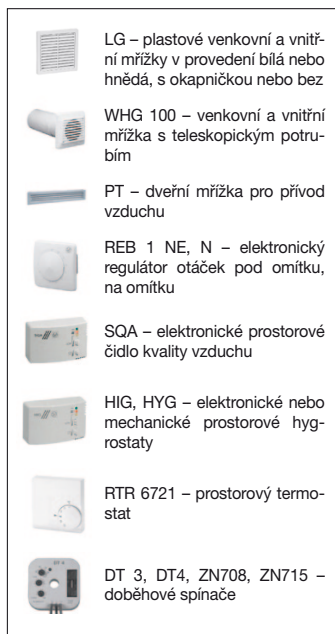 LG – plastové venkovní a vnitř-
ní mřížky v provedení bílá nebo
hnědá, s okapničkou nebo bez
WHG 100 – venkovní a vnitřní
mřížka s teleskopickým potru-
bím
PT – dveřní mřížka pro přívod
vzduchu
REB 1 NE, N – elektronický
regulátor otáček pod omítku,
na omítku
SQA – elektronické prostorové
čidlo kvality vzduchu
HIG, HYG – elektronické nebo
mechanické prostorové hyg-
rostaty
RTR 6721 – prostorový termo-
stat
DT 3
DT 3, DT4, ZN708, ZN715 –
doběhové spínače